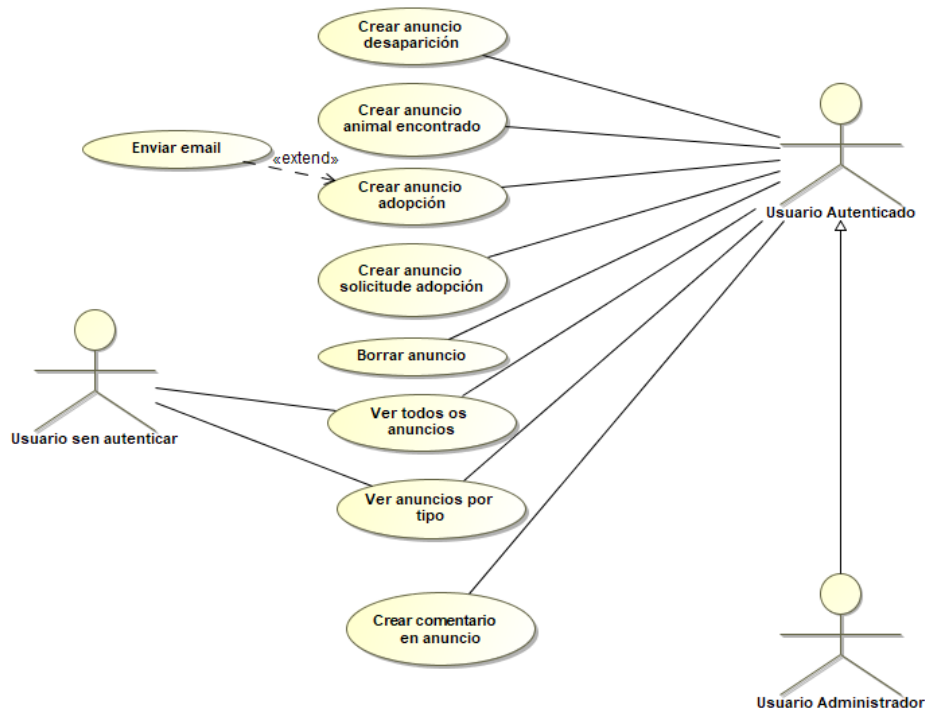 Crear anuncio
desaparición
Crear anuncio
animal encontrado
Enviar email
«extend»
Crear anuncio
adopción
Usuario Autenticado
Crear anuncio
solicitude adopción
Borrar anuncio
Ver todos os
anuncios
Usuario sen autenticar
Ver anuncios por
tipo
Crear comentario
en anuncio
Usuario Administrador